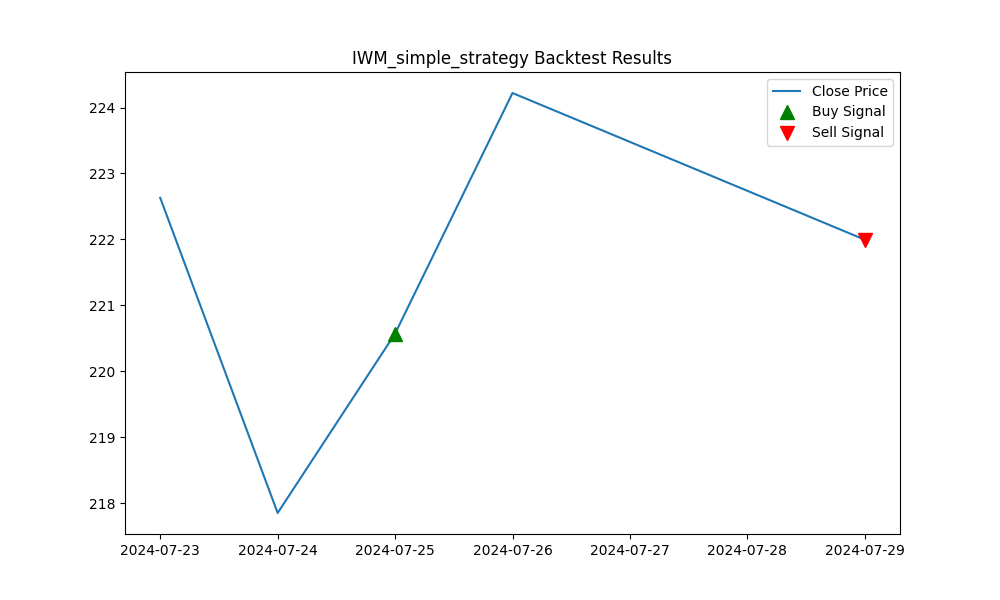 IWM_simple_strategy Backtest Results
Close Price
Buy Signal
Sell Signal
224
223
222
221
220
219
218
2024-07-23 2024-07-24 2024-07-25 2024-07-26 2024-07-27 2024-07-28 2024-07-29